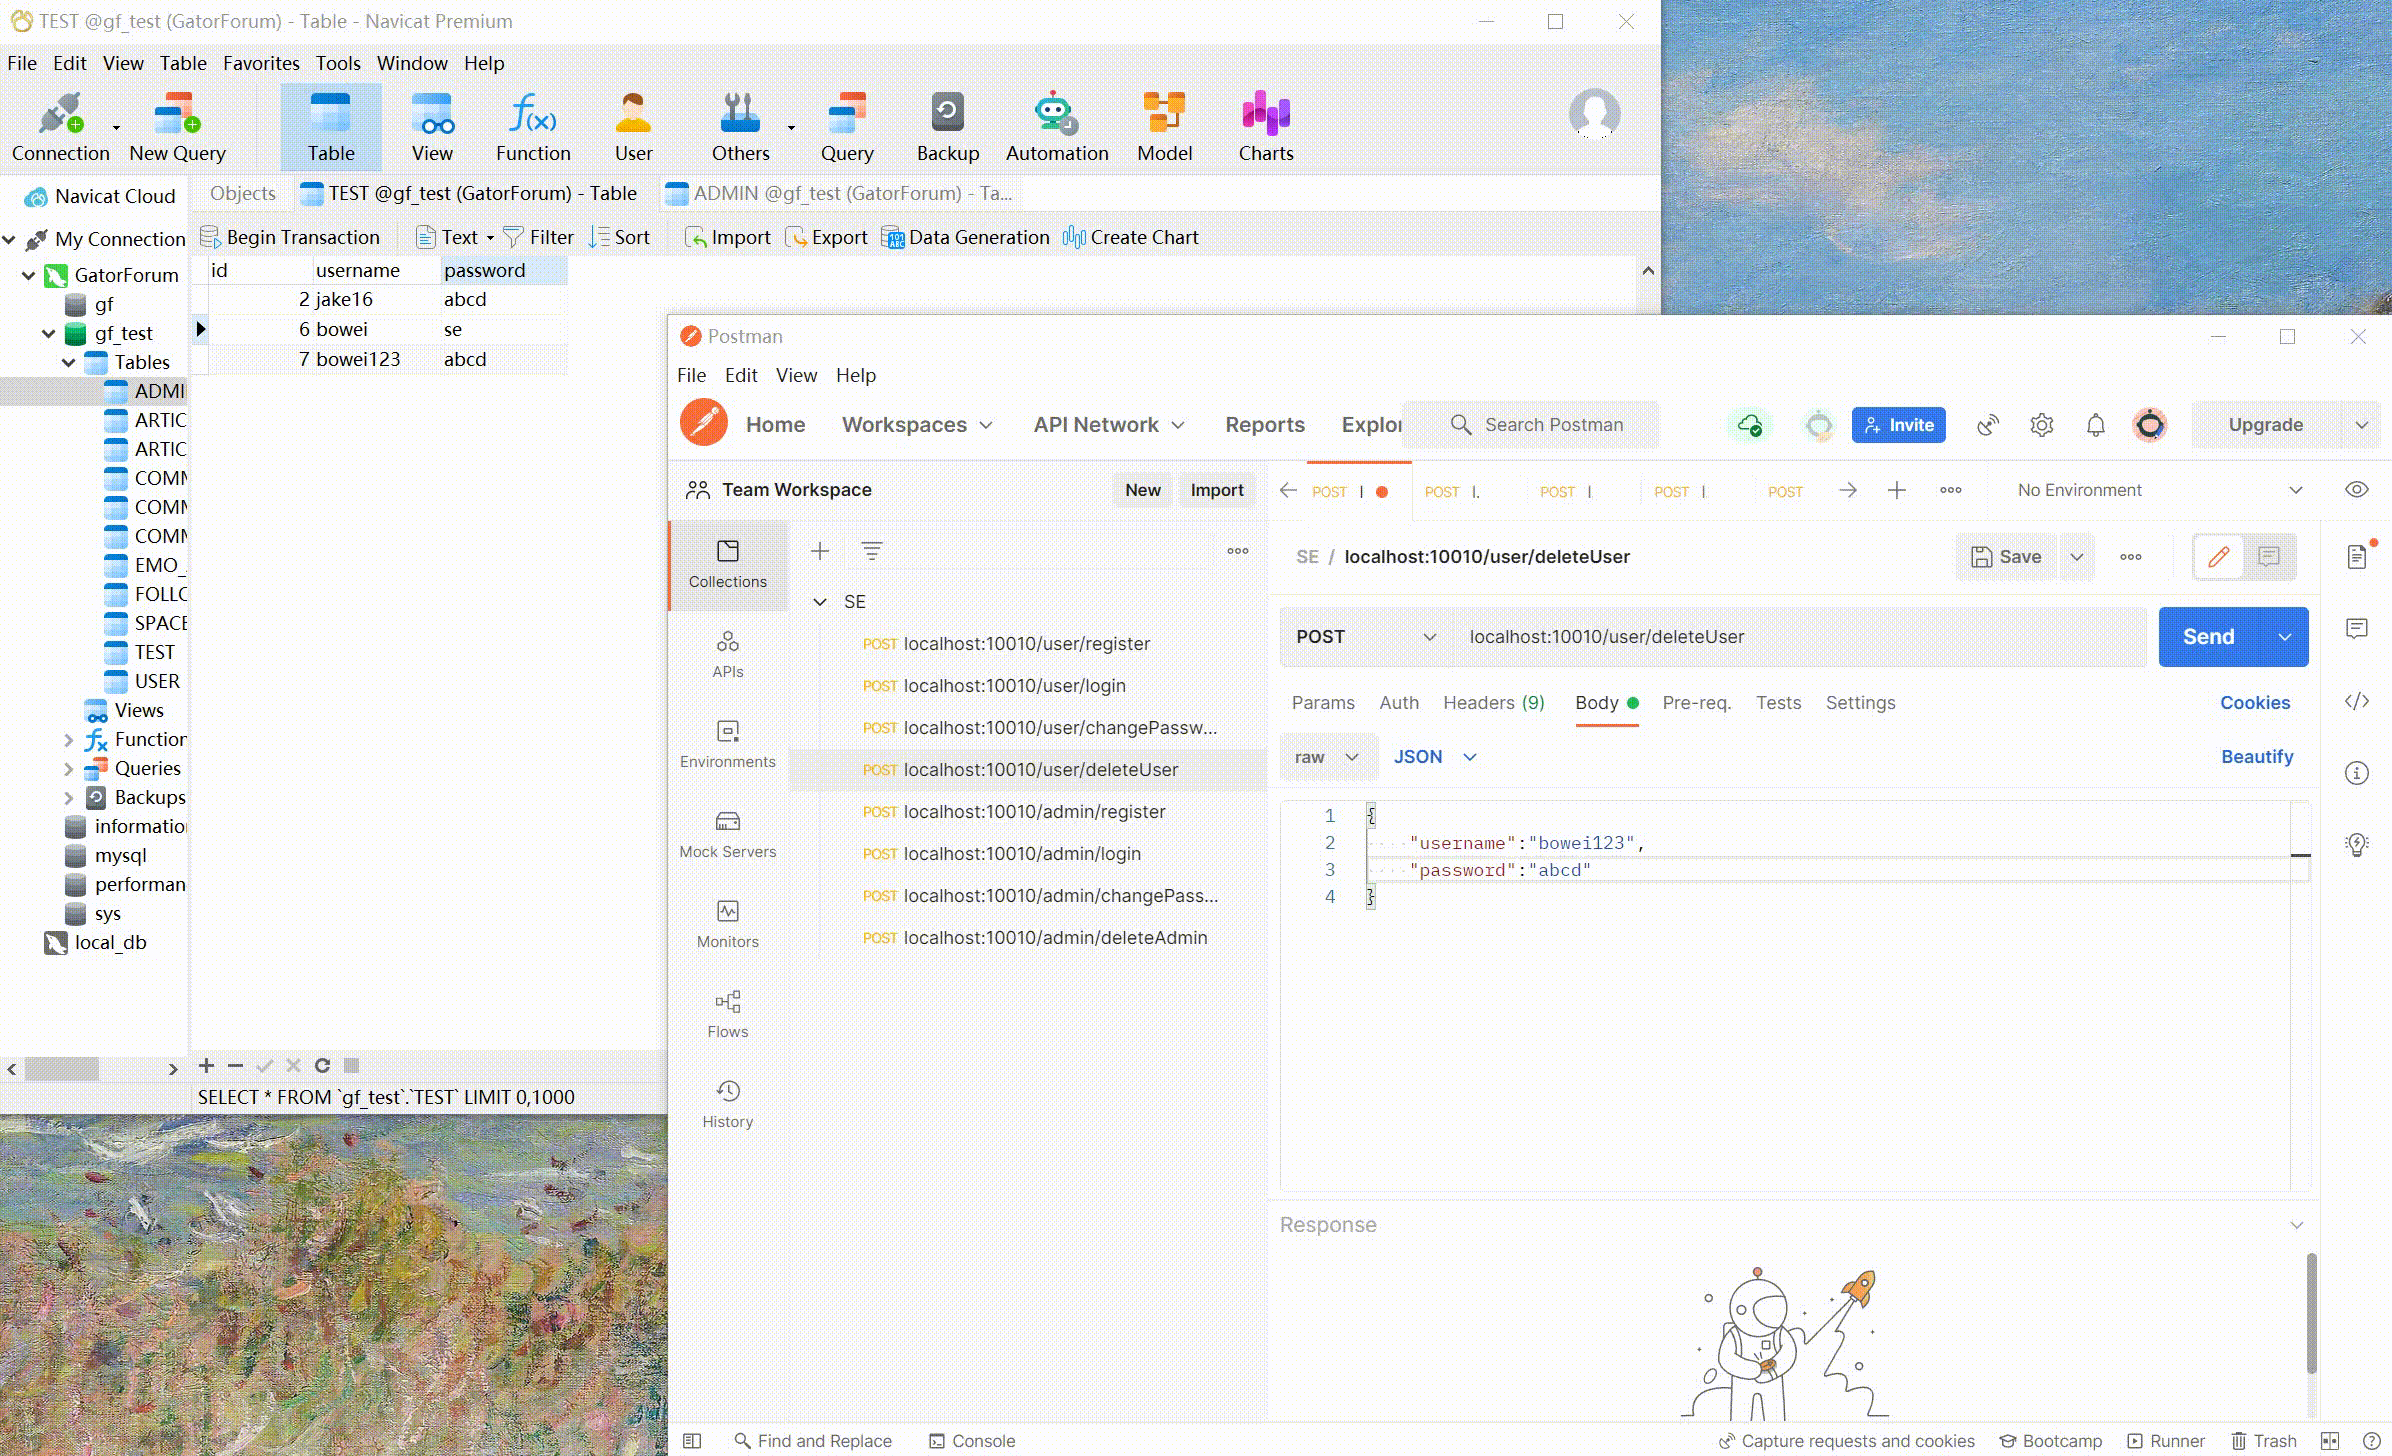 TEST @gf_test (GatorForum) - Table - Navicat Premium
File Edit View Table Favorites Tools Window Help
Connection New Query Table View Function User Others Query Backup Automation Model Charts
Navicat Cloud
My Connection
GatorForum
gf
gf_test
Tables
ADMI
ARTIC
ARTIC
COMM
COMM
COMM
EMO_
FOLLO
SPACE
TEST
USER
Views
Function
Queries
Backups
informatio
mysql
performan
sys
local_db
Objects TEST @gf_test (GatorForum) - Table ADMIN @gf_test (GatorForum) - Ta...
Begin Transaction Text Filter Sort Import Export Data Generation Create Chart
id username password
2 jake16 abcd
6 bowei se
7 bowei123 abcd
SELECT * FROM `gf_test`.`TEST` LIMIT 0,1000
Postman
File Edit View Help
Home Workspaces API Network Reports Explor Search Postman Invite Upgrade
Team Workspace New Import
Collections
APIs
Environments
Mock Servers
Monitors
Flows
History
SE
POST localhost:10010/user/register
POST localhost:10010/user/login
POST localhost:10010/user/changePassw...
POST localhost:10010/user/deleteUser
POST localhost:10010/admin/register
POST localhost:10010/admin/login
POST localhost:10010/admin/changePass...
POST localhost:10010/admin/deleteAdmin
POST l POST l. POST l POST l POST No Environment
SE / localhost:10010/user/deleteUser Save
POST localhost:10010/user/deleteUser Send
Params Auth Headers (9) Body Pre-req. Tests Settings Cookies
raw JSON Beautify
1 {
2 "username":"bowei123",
3 "password":"abcd"
4 }
Response
Find and Replace Console Capture requests and cookies Bootcamp Runner Trash